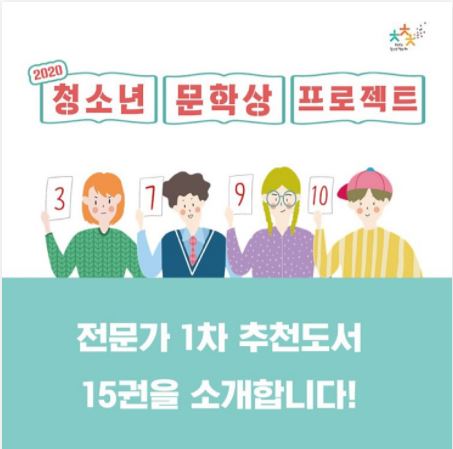 2020
청소년 문학상 프로젝트
3 7 9 10
전문가 1차 추천도서
15권을 소개합니다!